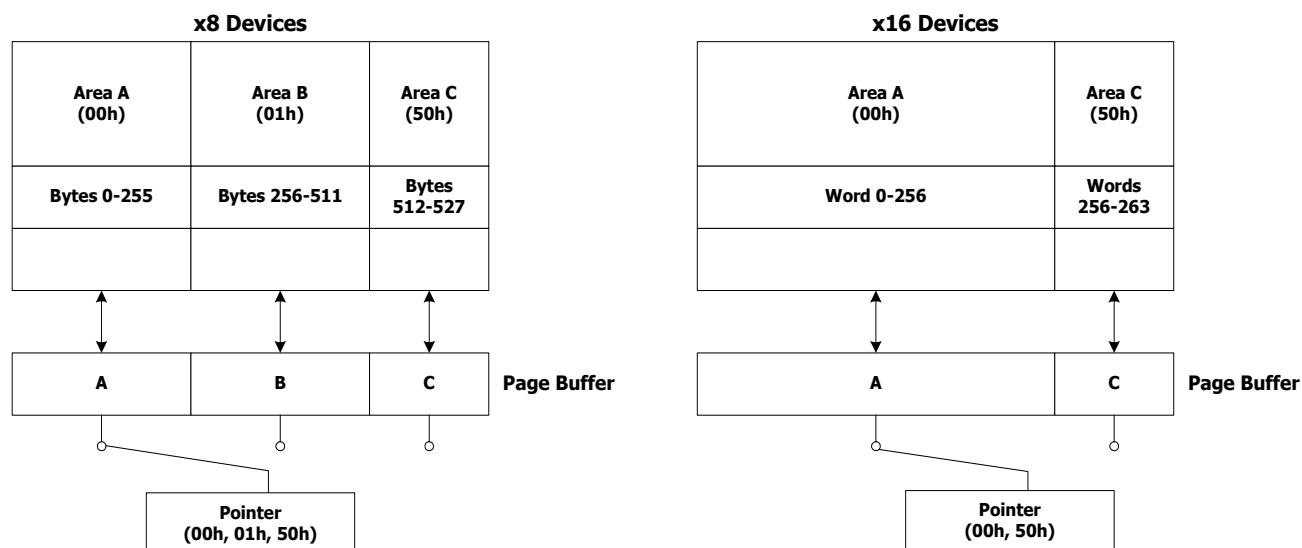 x8 Devices
Area A
(00h)
Area B
(01h)
Area C
(50h)
Bytes 0-255
Bytes 256-511
Bytes
512-527
A
B
C
Page Buffer
Pointer
(00h, 01h, 50h)
x16 Devices
Area A
(00h)
Area C
(50h)
Word 0-256
Words
256-263
A
C
Page Buffer
Pointer
(00h, 50h)